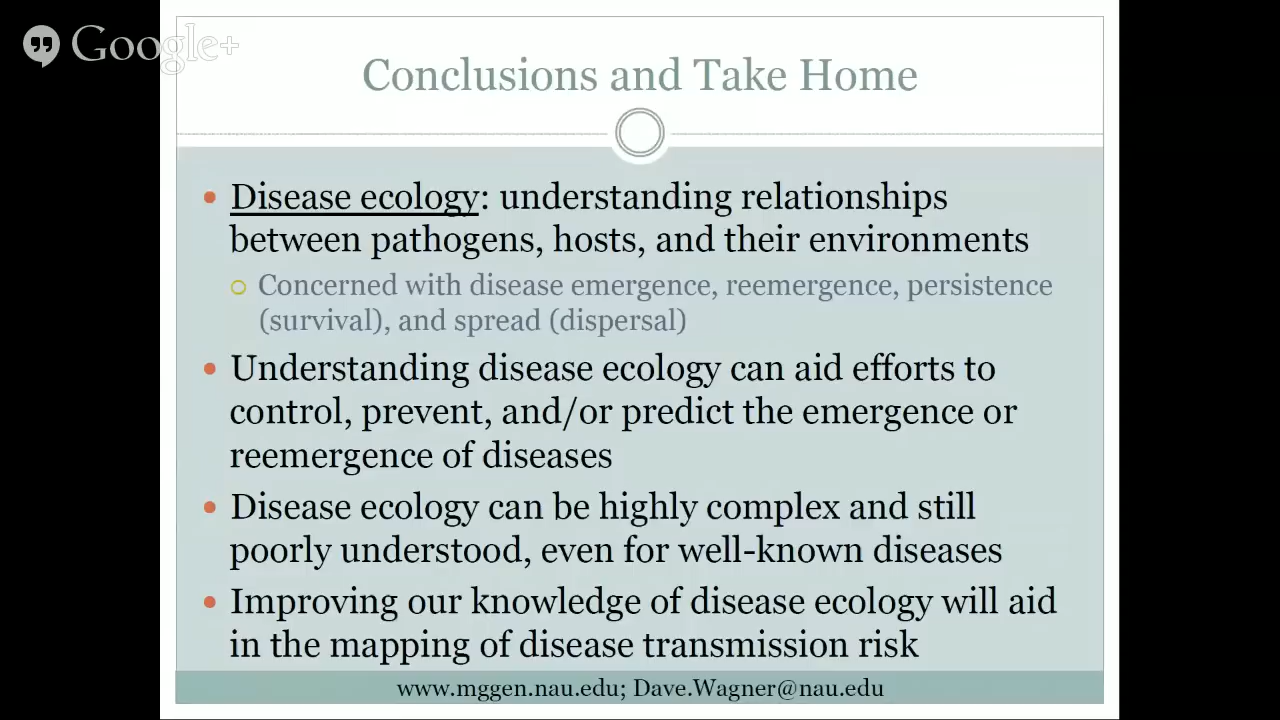 Google+
Conclusions and Take Home
• Disease ecology: understanding relationships
between pathogens, hosts, and their environments
○ Concerned with disease emergence, reemergence, persistence
(survival), and spread (dispersal)
• Understanding disease ecology can aid efforts to
control, prevent, and/or predict the emergence or
reemergence of diseases
• Disease ecology can be highly complex and still
poorly understood, even for well-known diseases
• Improving our knowledge of disease ecology will aid
in the mapping of disease transmission risk
www.mggen.nau.edu; Dave.Wagner@nau.edu